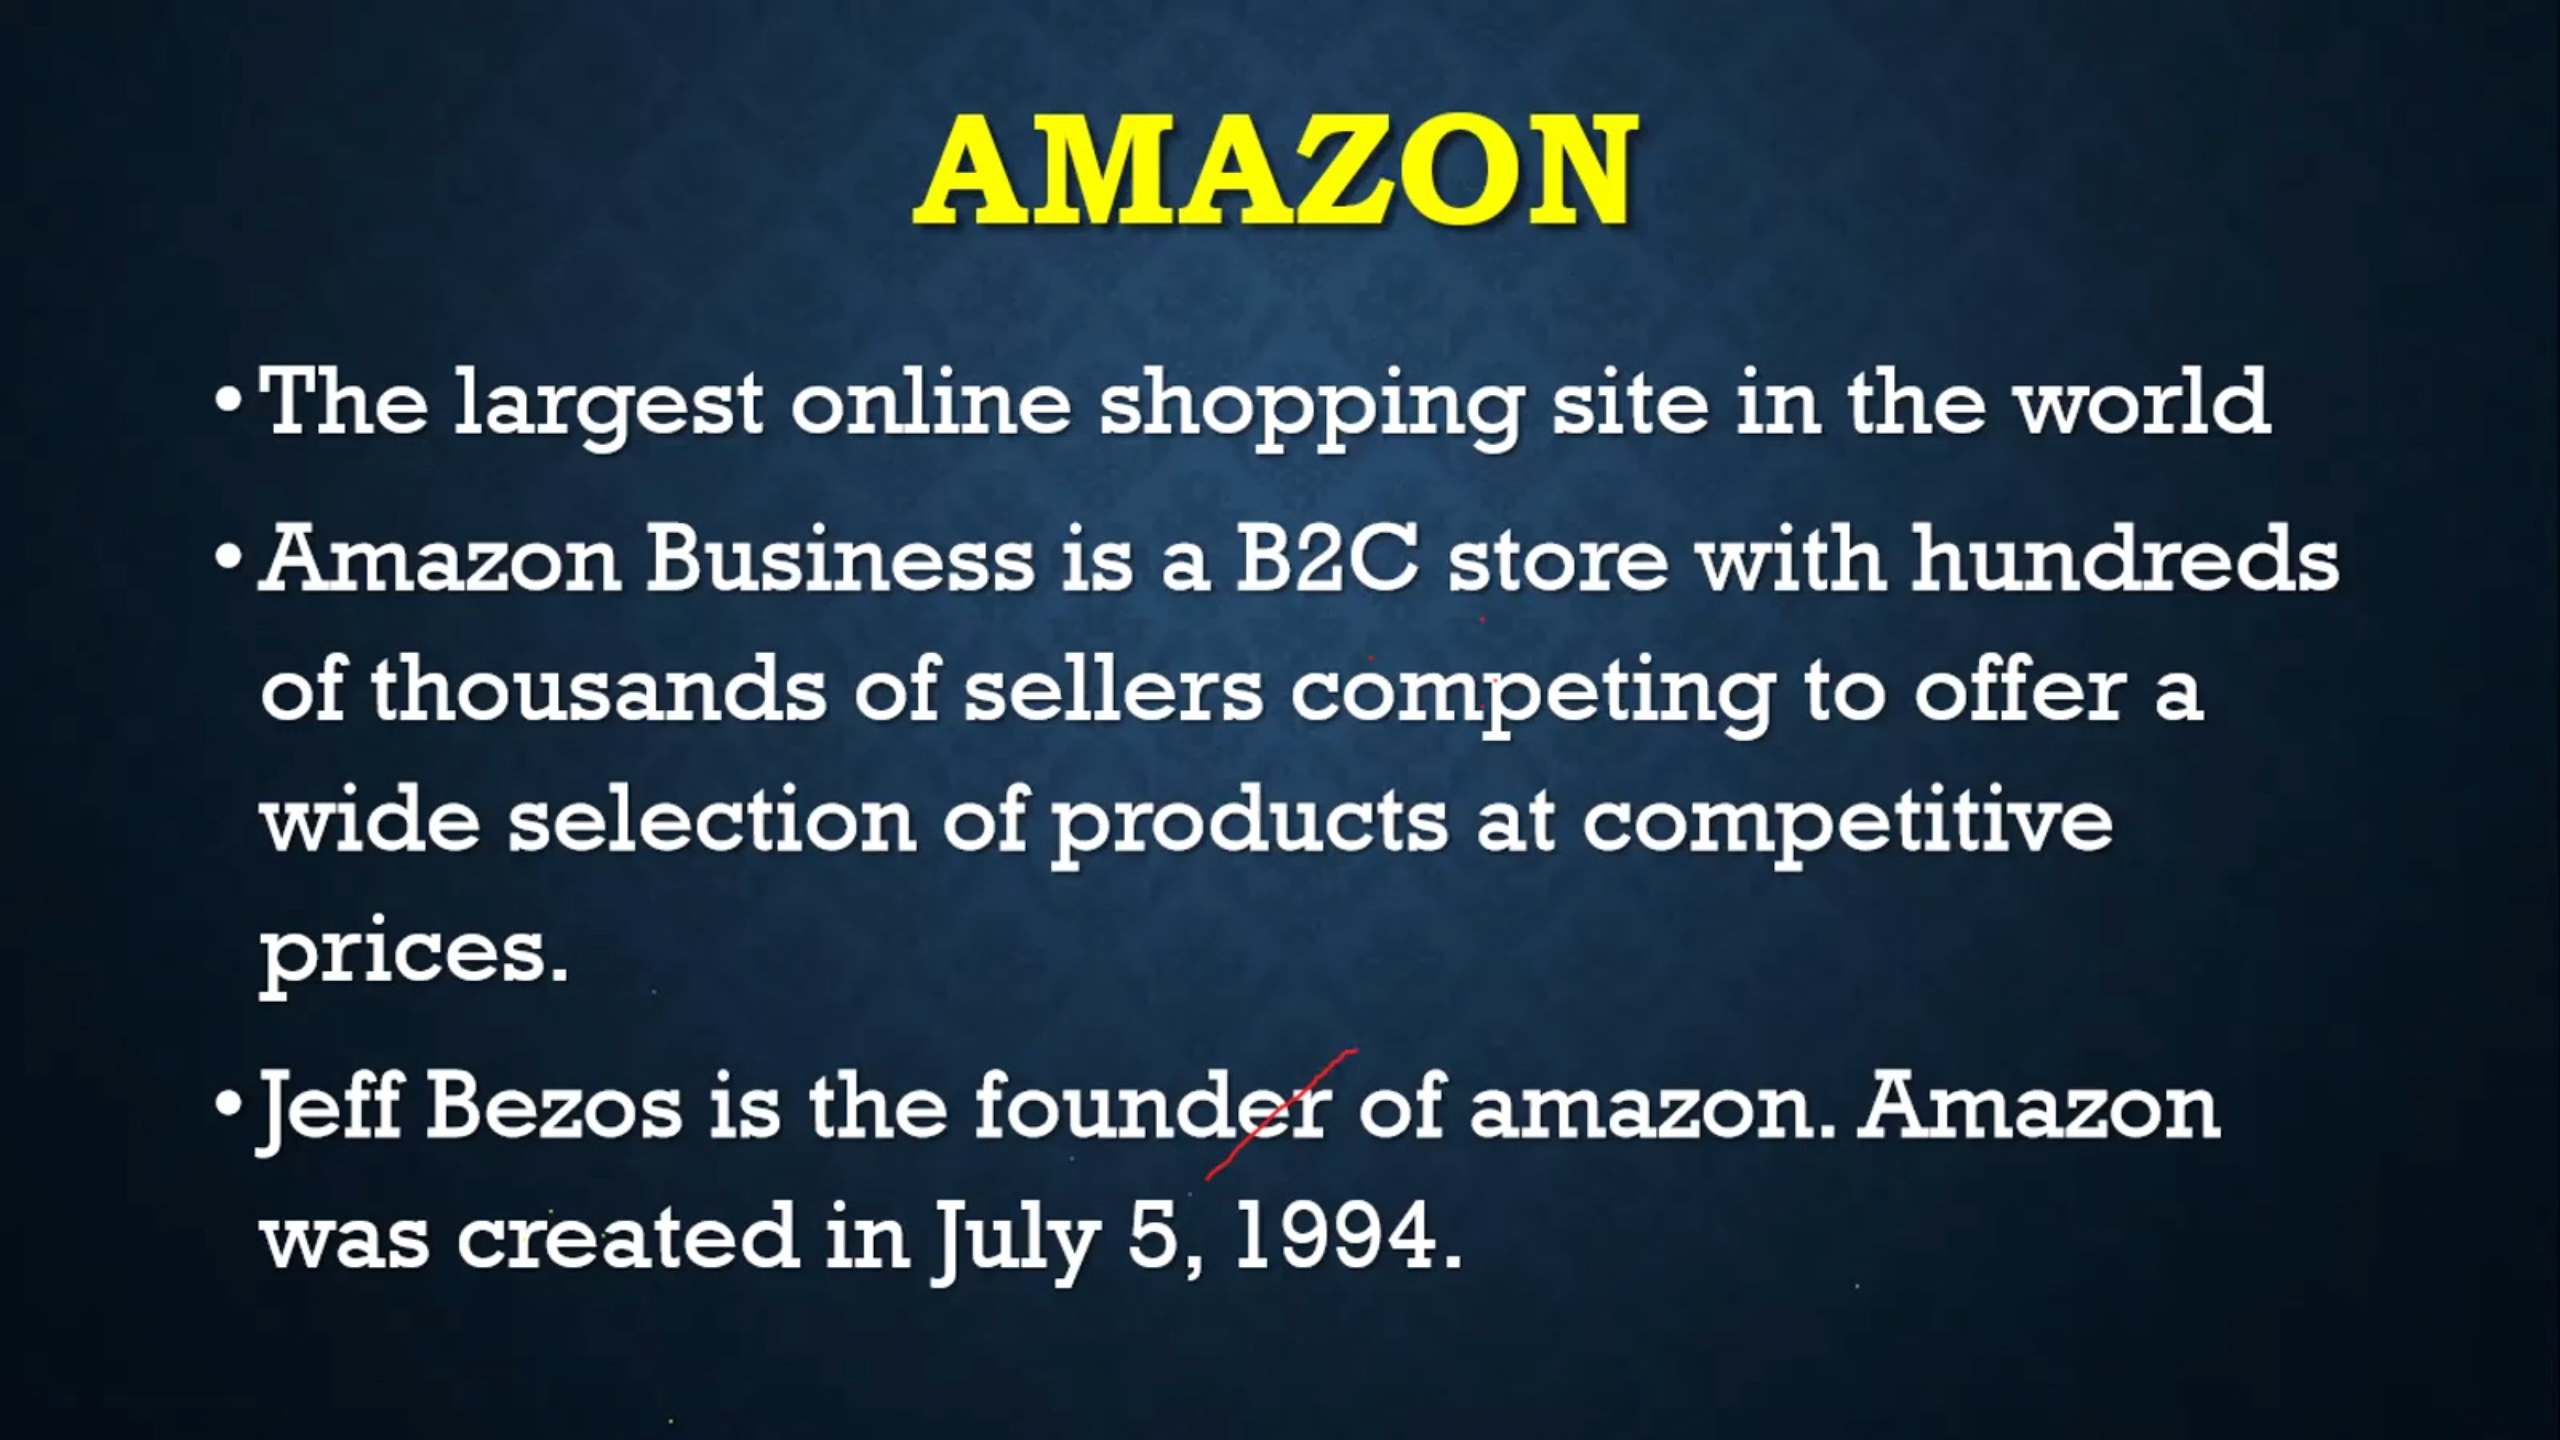 AMAZON
•The largest online shopping site in the world
•Amazon Business is a B2C store with hundreds
of thousands of sellers competing to offer a
wide selection of products at competitive
prices.
•Jeff Bezos is the founder of amazon. Amazon
was created in July 5, 1994.